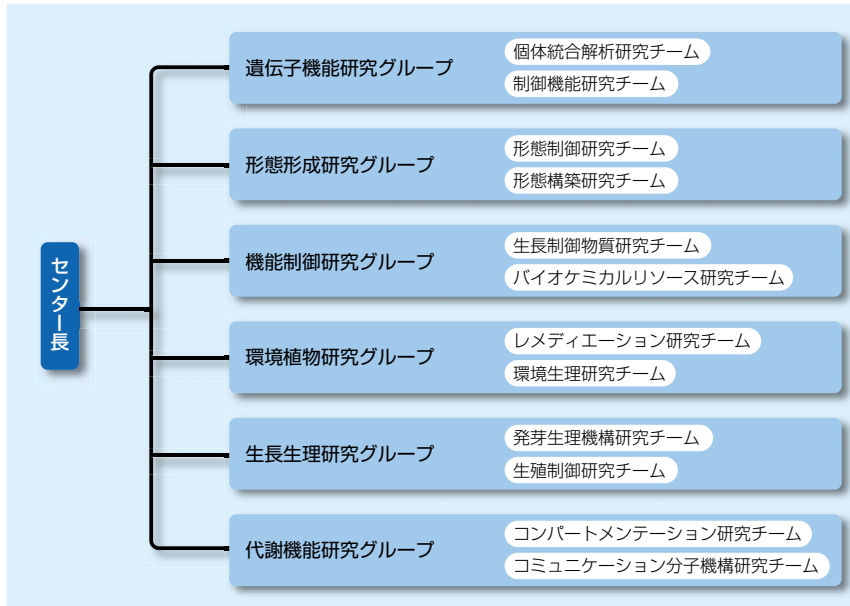 センター長
遺伝子機能研究グループ
個体統合解析研究チーム
制御機能研究チーム
形態形成研究グループ
形態制御研究チーム
形態構築研究チーム
機能制御研究グループ
生長制御物質研究チーム
バイオケミカルリソース研究チーム
環境植物研究グループ
レメディエーション研究チーム
環境生理研究チーム
生長生理研究グループ
発芽生理機構研究チーム
生殖制御研究チーム
代謝機能研究グループ
コンパートメンテーション研究チーム
コミュニケーション分子機構研究チーム